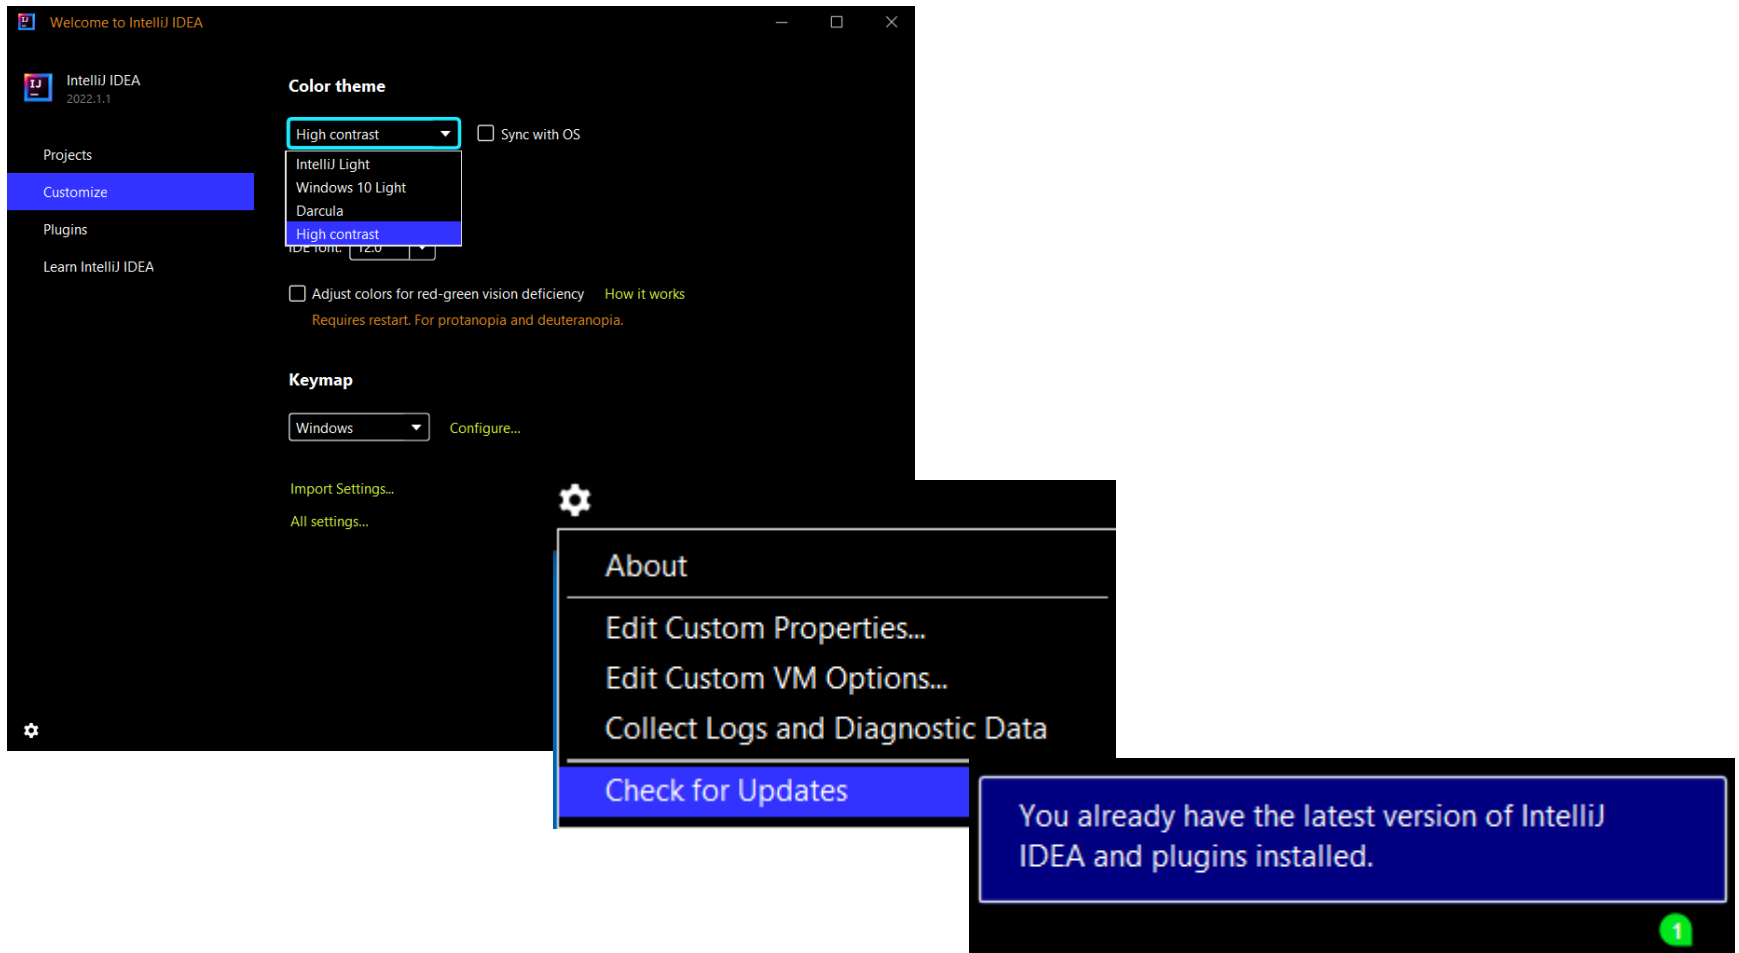 Welcome to IntelliJ IDEA
IntelliJ IDEA
2022.1.1
Projects
Customize
Plugins
Learn IntelliJ IDEA
Color theme
High contrast
Sync with OS
IntelliJ Light
Windows 10 Light
Darcula
High contrast
IDE font: 12.0
Adjust colors for red-green vision deficiency How it works
Requires restart. For protanopia and deuteranopia.
Keymap
Windows Configure...
Import Settings...
All settings...
About
Edit Custom Properties...
Edit Custom VM Options...
Collect Logs and Diagnostic Data
Check for Updates
You already have the latest version of IntelliJ
IDEA and plugins installed.
1